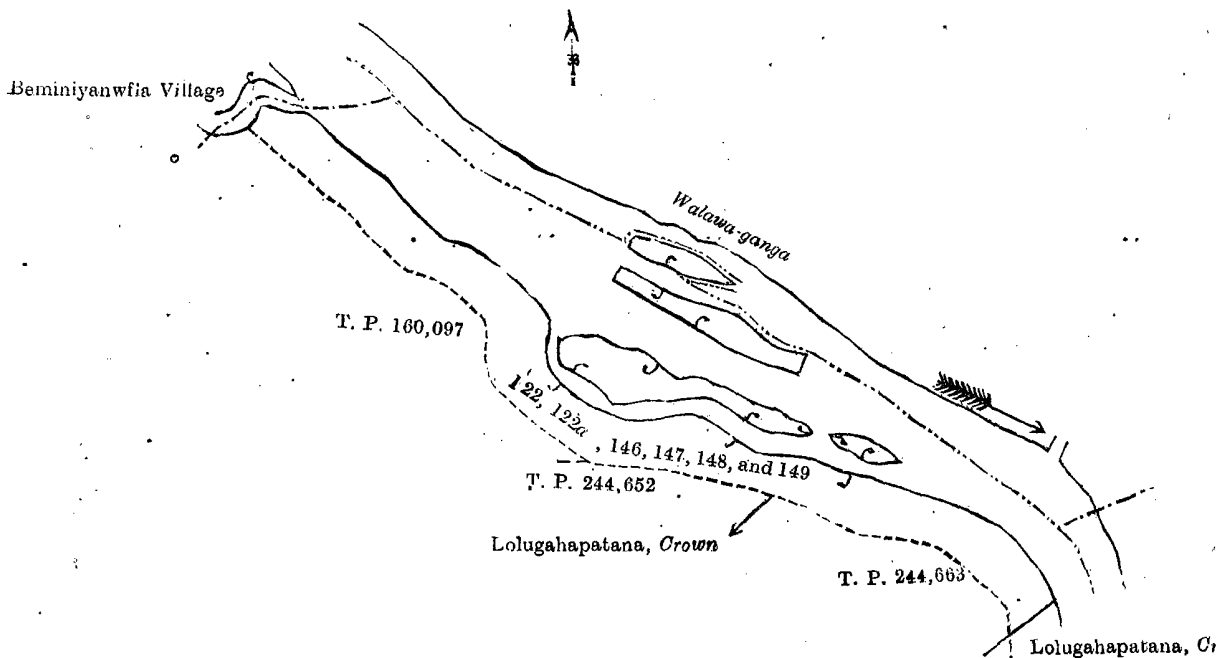 Beminiyanwfia Village
Walawa-ganga
T. P. 160,097
122, 122a, 146, 147, 148, and 149
T. P. 244,652
Lolugahapatana, Crown
T. P. 244,663
Lolugahapatana, Cr